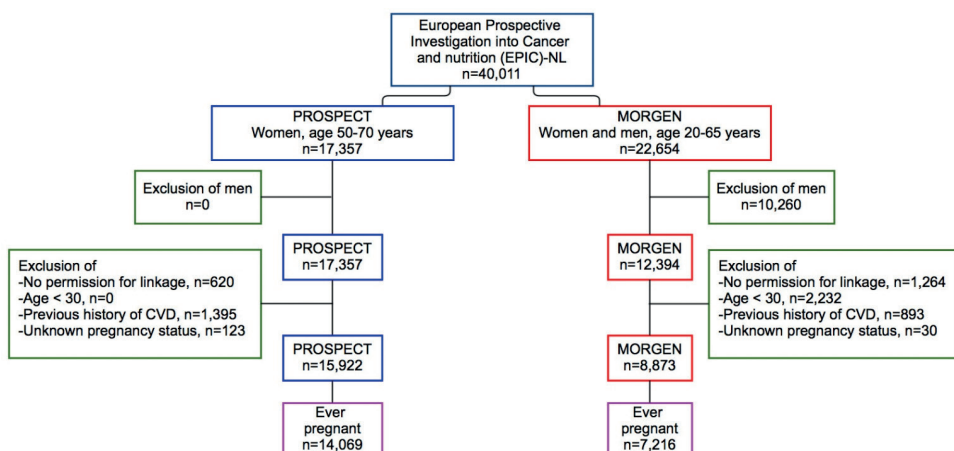 European Prospective
Investigation into Cancer
and nutrition (EPIC)-NL
n=40,011
PROSPECT
Women, age 50-70 years
n=17,357
MORGEN
Women and men, age 20-65 years
n=22,654
Exclusion of men
n=0
Exclusion of men
n=10,260
PROSPECT
n=17,357
MORGEN
n=12,394
Exclusion of
-No permission for linkage, n=620
-Age < 30, n=0
-Previous history of CVD, n=1,395
-Unknown pregnancy status, n=123
Exclusion of
-No permission for linkage, n=1,264
-Age < 30, n=2,232
-Previous history of CVD, n=893
-Unknown pregnancy status, n=30
PROSPECT
n=15,922
MORGEN
n=8,873
Ever
pregnant
n=14,069
Ever
pregnant
n=7,216